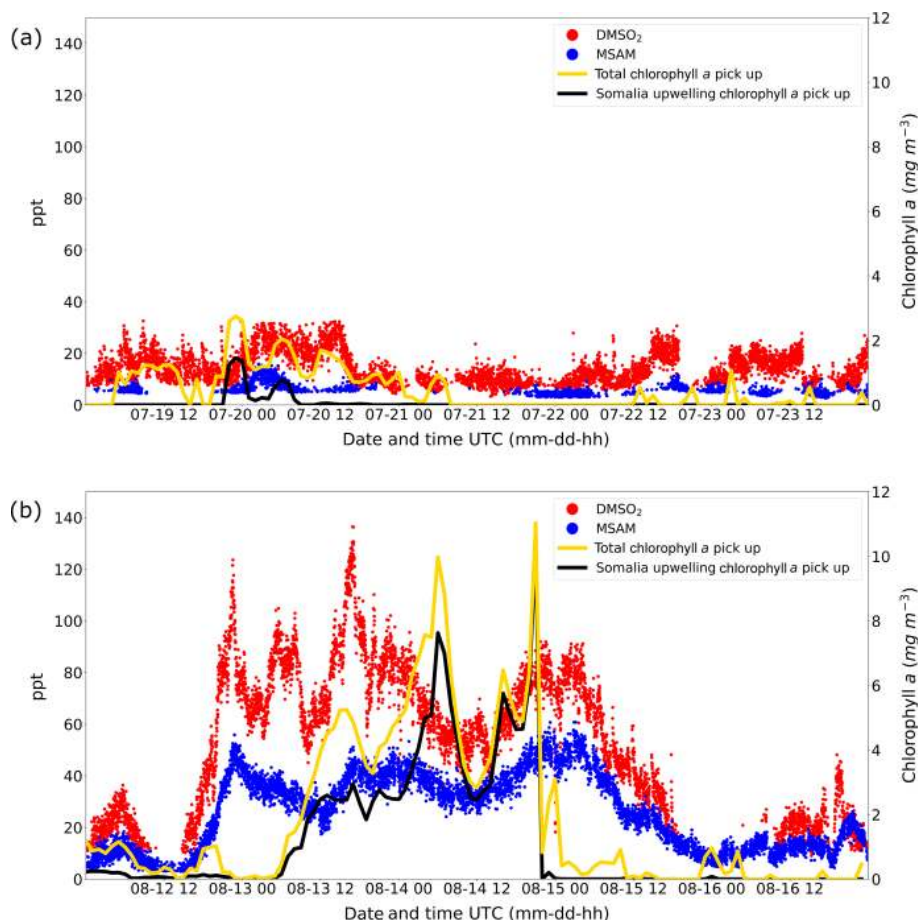 (a)
140
120
100
80
60
40
20
0
ppt
12
10
8
6
4
2
0
Chlorophyll a (mg m⁻³)
DMSO₂
MSAM
Total chlorophyll a pick up
Somalia upwelling chlorophyll a pick up
07-19 12 07-20 00 07-20 12 07-21 00 07-21 12 07-22 00 07-22 12 07-23 00 07-23 12
Date and time UTC (mm-dd-hh)
(b)
140
120
100
80
60
40
20
0
ppt
12
10
8
6
4
2
0
Chlorophyll a (mg m⁻³)
DMSO₂
MSAM
Total chlorophyll a pick up
Somalia upwelling chlorophyll a pick up
08-12 12 08-13 00 08-13 12 08-14 00 08-14 12 08-15 00 08-15 12 08-16 00 08-16 12
Date and time UTC (mm-dd-hh)